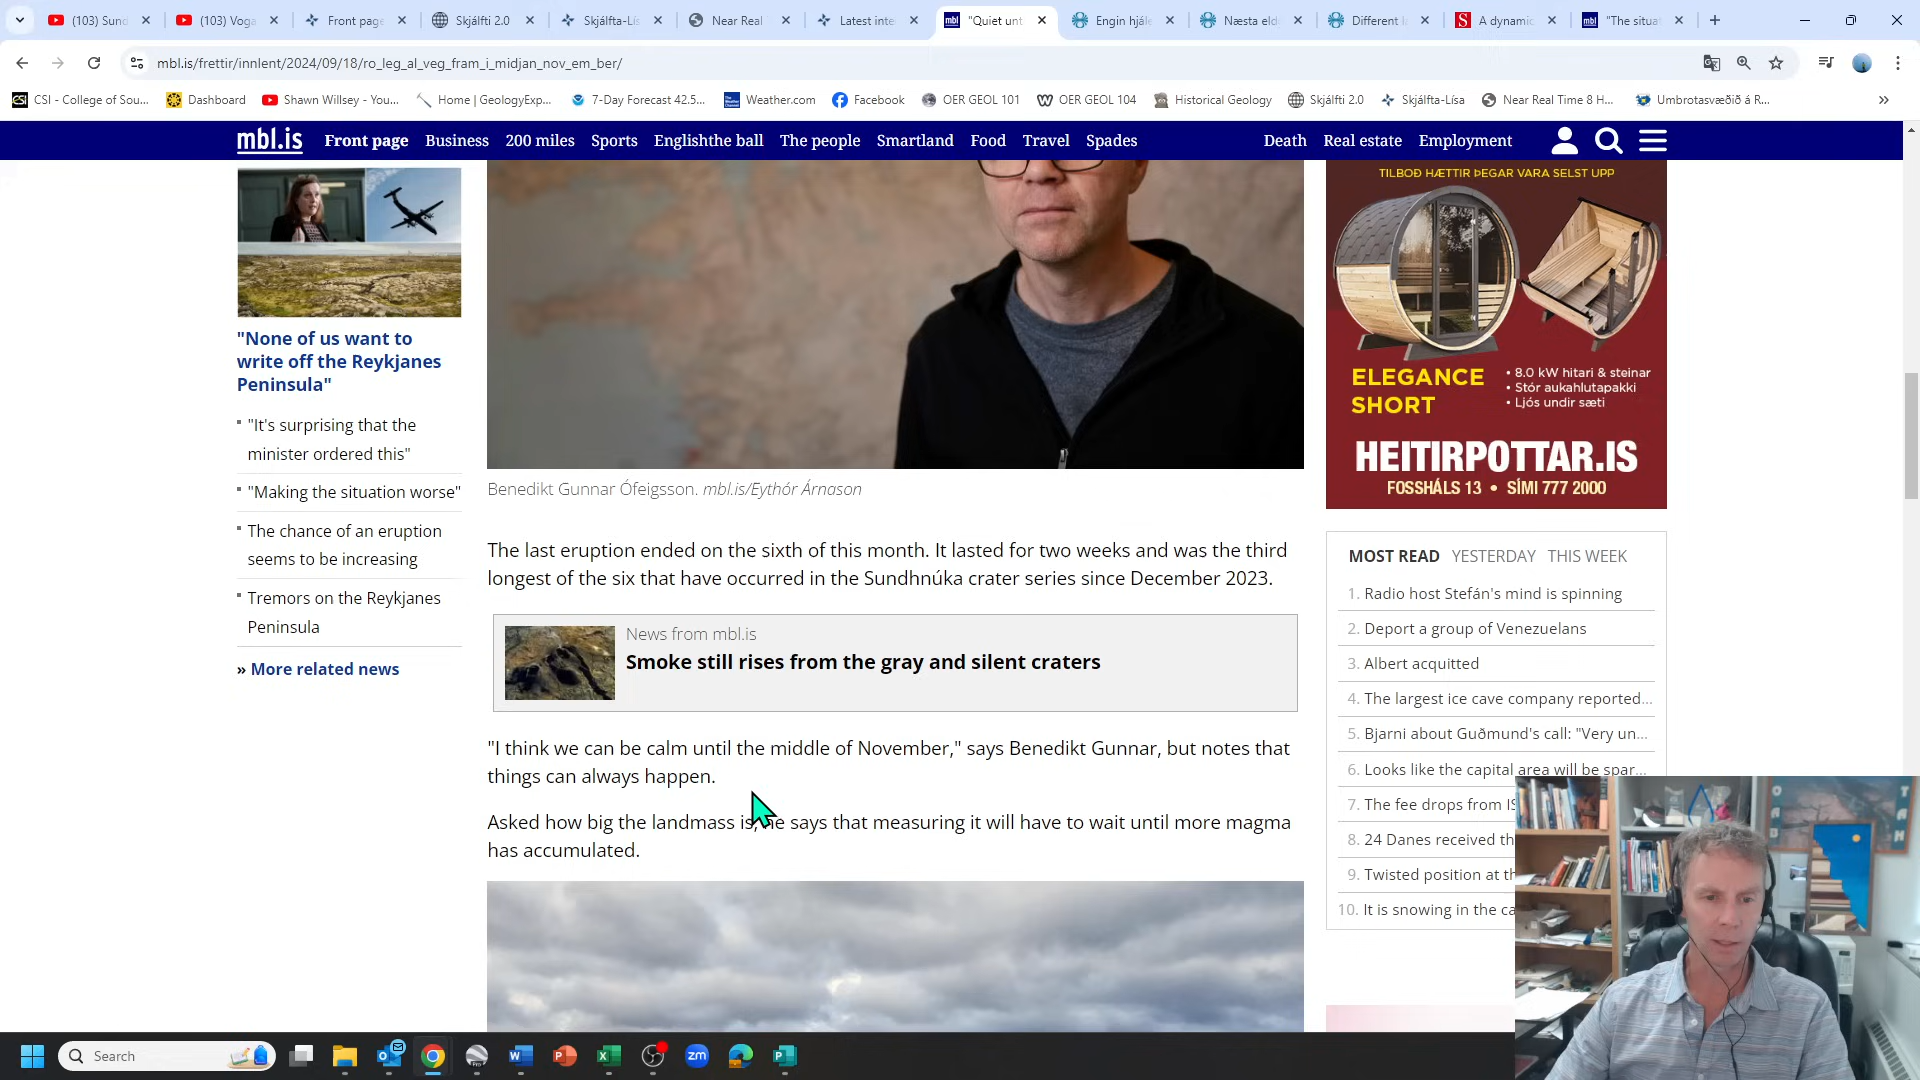 (103) Sund
(103) Voga
Front page
Skjálfti 2.0
Skjálfta-Lís
Near Real
Latest inte
"Quiet unt
Engin hjále
Næsta eld
Different l
A dynamic
"The situat
mbl.is/frettir/innlent/2024/09/18/ro_leg_al_veg_fram_i_midjan_nov_em_ber/
CSI - College of Sou...
Dashboard
Shawn Willsey - You...
Home | GeologyExp...
7-Day Forecast 42.5...
Weather.com
Facebook
OER GEOL 101
OER GEOL 104
Historical Geology
Skjálfti 2.0
Skjálfta-Lísa
Near Real Time 8 H...
Umbrotasvæðið á R...
mbl.is Front page Business 200 miles Sports Englishthe ball The people Smartland Food Travel Spades Death Real estate Employment
"None of us want to
write off the Reykjanes
Peninsula"
"It's surprising that the
minister ordered this"
"Making the situation worse"
The chance of an eruption
seems to be increasing
Tremors on the Reykjanes
Peninsula
» More related news
Benedikt Gunnar Ófeigsson. mbl.is/Eythór Árnason
The last eruption ended on the sixth of this month. It lasted for two weeks and was the third
longest of the six that have occurred in the Sundhnúka crater series since December 2023.
News from mbl.is
Smoke still rises from the gray and silent craters
"I think we can be calm until the middle of November," says Benedikt Gunnar, but notes that
things can always happen.
Asked how big the landmass is, he says that measuring it will have to wait until more magma
has accumulated.
TILBOÐ HÆTTIR ÞEGAR VARA SELST UPP
ELEGANCE
SHORT
• 8.0 kW hitari & steinar
• Stór aukahlutapakki
• Ljós undir sæti
HEITIRPOTTAR.IS
FOSSHÁLS 13 • SÍMI 777 2000
MOST READ YESTERDAY THIS WEEK
1. Radio host Stefán's mind is spinning
2. Deport a group of Venezuelans
3. Albert acquitted
4. The largest ice cave company reported...
5. Bjarni about Guðmund's call: "Very un...
6. Looks like the capital area will be spar...
7. The fee drops from IS
8. 24 Danes received th
9. Twisted position at th
10. It is snowing in the ca
Search